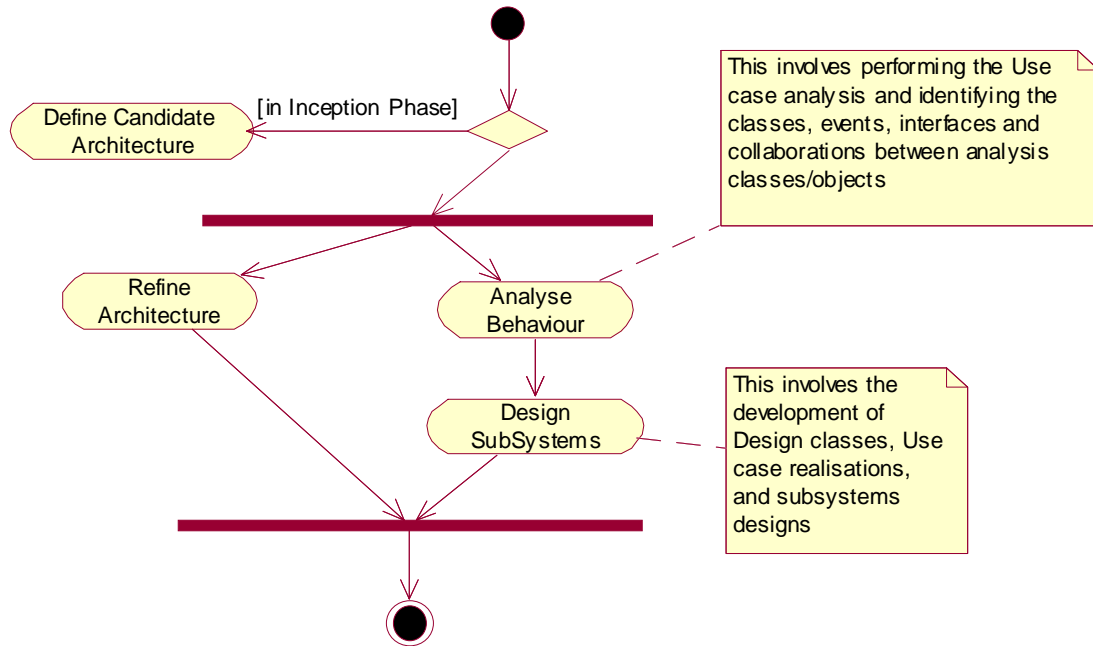 [in Inception Phase]
Define Candidate
Architecture
This involves performing the Use
case analysis and identifying the
classes, events, interfaces and
collaborations between analysis
classes/objects
Refine
Architecture
Analyse
Behaviour
Design
SubSystems
This involves the
development of
Design classes, Use
case realisations,
and subsystems
designs